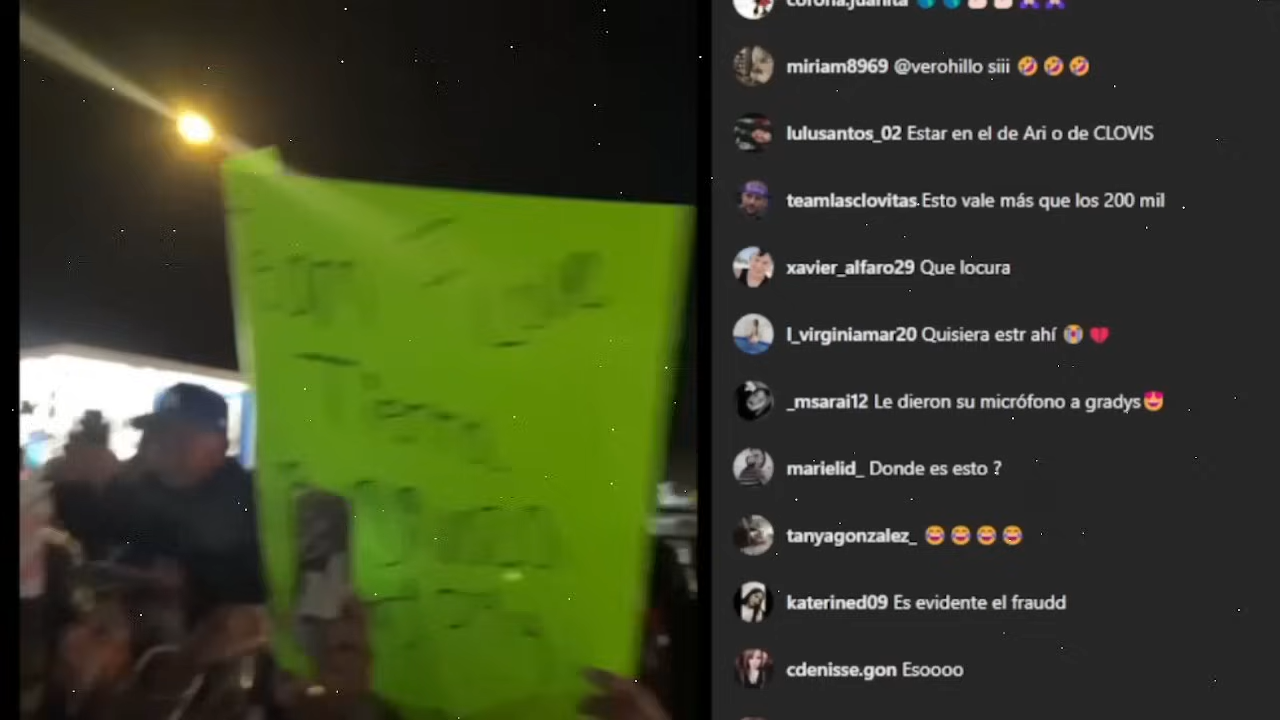 corona.juanita
miriam8969 @verohillo siii 🤣🤣🤣
lulusantos_02 Estar en el de Ari o de CLOVIS
teamlasclovitas Esto vale más que los 200 mil
xavier_alfaro29 Que locura
l_virginiamar20 Quisiera estr ahí 😭💔
_msarai12 Le dieron su micrófono a gradys😍
marielid_ Donde es esto ?
tanyagonzalez_ 😂😂😂😂
katerined09 Es evidente el fraudd
cdenisse.gon Esoooo